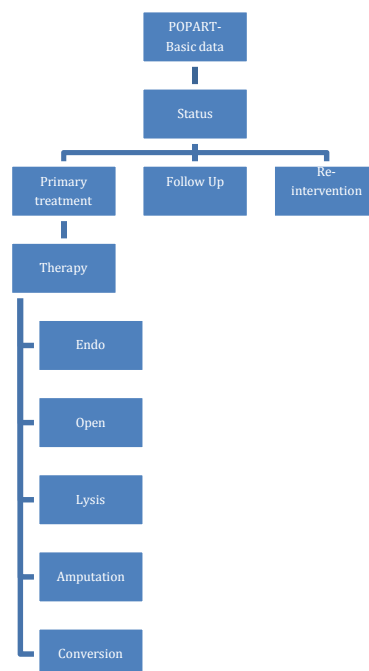 POPART-
Basic data
Status
Primary
treatment
Follow Up
Re-
intervention
Therapy
Endo
Open
Lysis
Amputation
Conversion